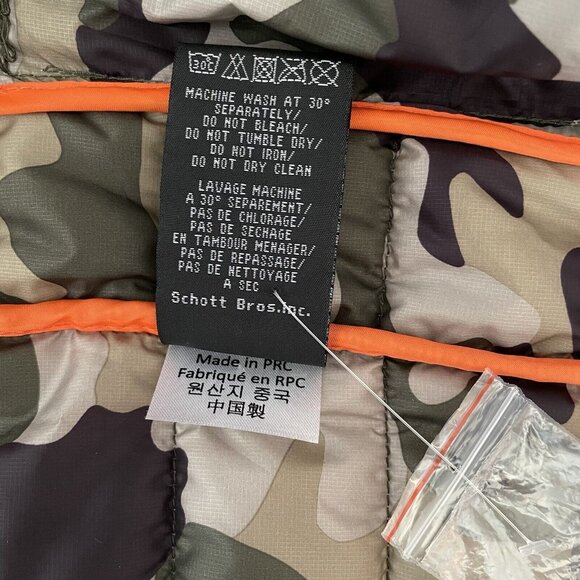 30C
MACHINE WASH AT 30°
SEPARATELY/
DO NOT BLEACH/
DO NOT TUMBLE DRY/
DO NOT IRON/
DO NOT DRY CLEAN
LAVAGE MACHINE
A 30° SEPAREMENT/
PAS DE CHLORAGE/
PAS DE SECHAGE
EN TAMBOUR MENAGER/
PAS DE REPASSAGE/
PAS DE NETTOYAGE
A SEC
Schott Bros.inc.
Made in PRC
Fabriqué en RPC
원산지 중국
中国製